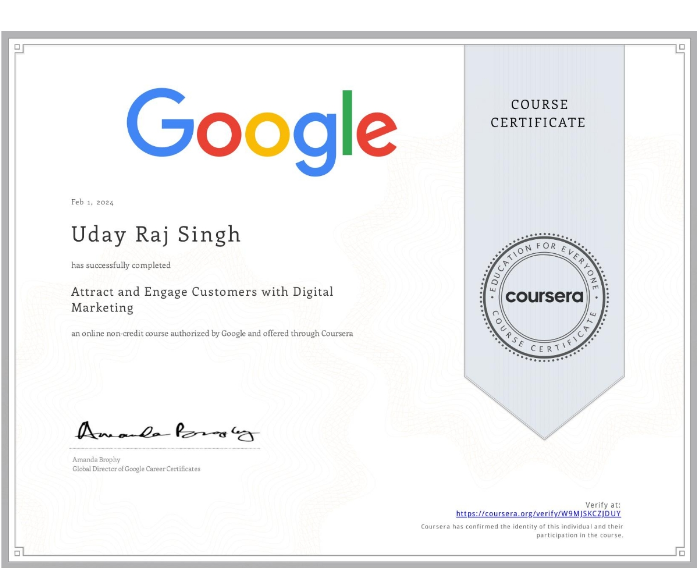 Google
COURSE
CERTIFICATE
Feb 1, 2024
Uday Raj Singh
has successfully completed
Attract and Engage Customers with Digital
Marketing
an online non-credit course authorized by Google and offered through Coursera
EDUCATION FOR EVERYONE
coursera
COURSE CERTIFICATE
Amanda Brophy
Amanda Brophy
Global Director of Google Career Certificates
Verify at:
https://coursera.org/verify/W9MJSKCZJDUY
Coursera has confirmed the identity of this individual and their
participation in the course.